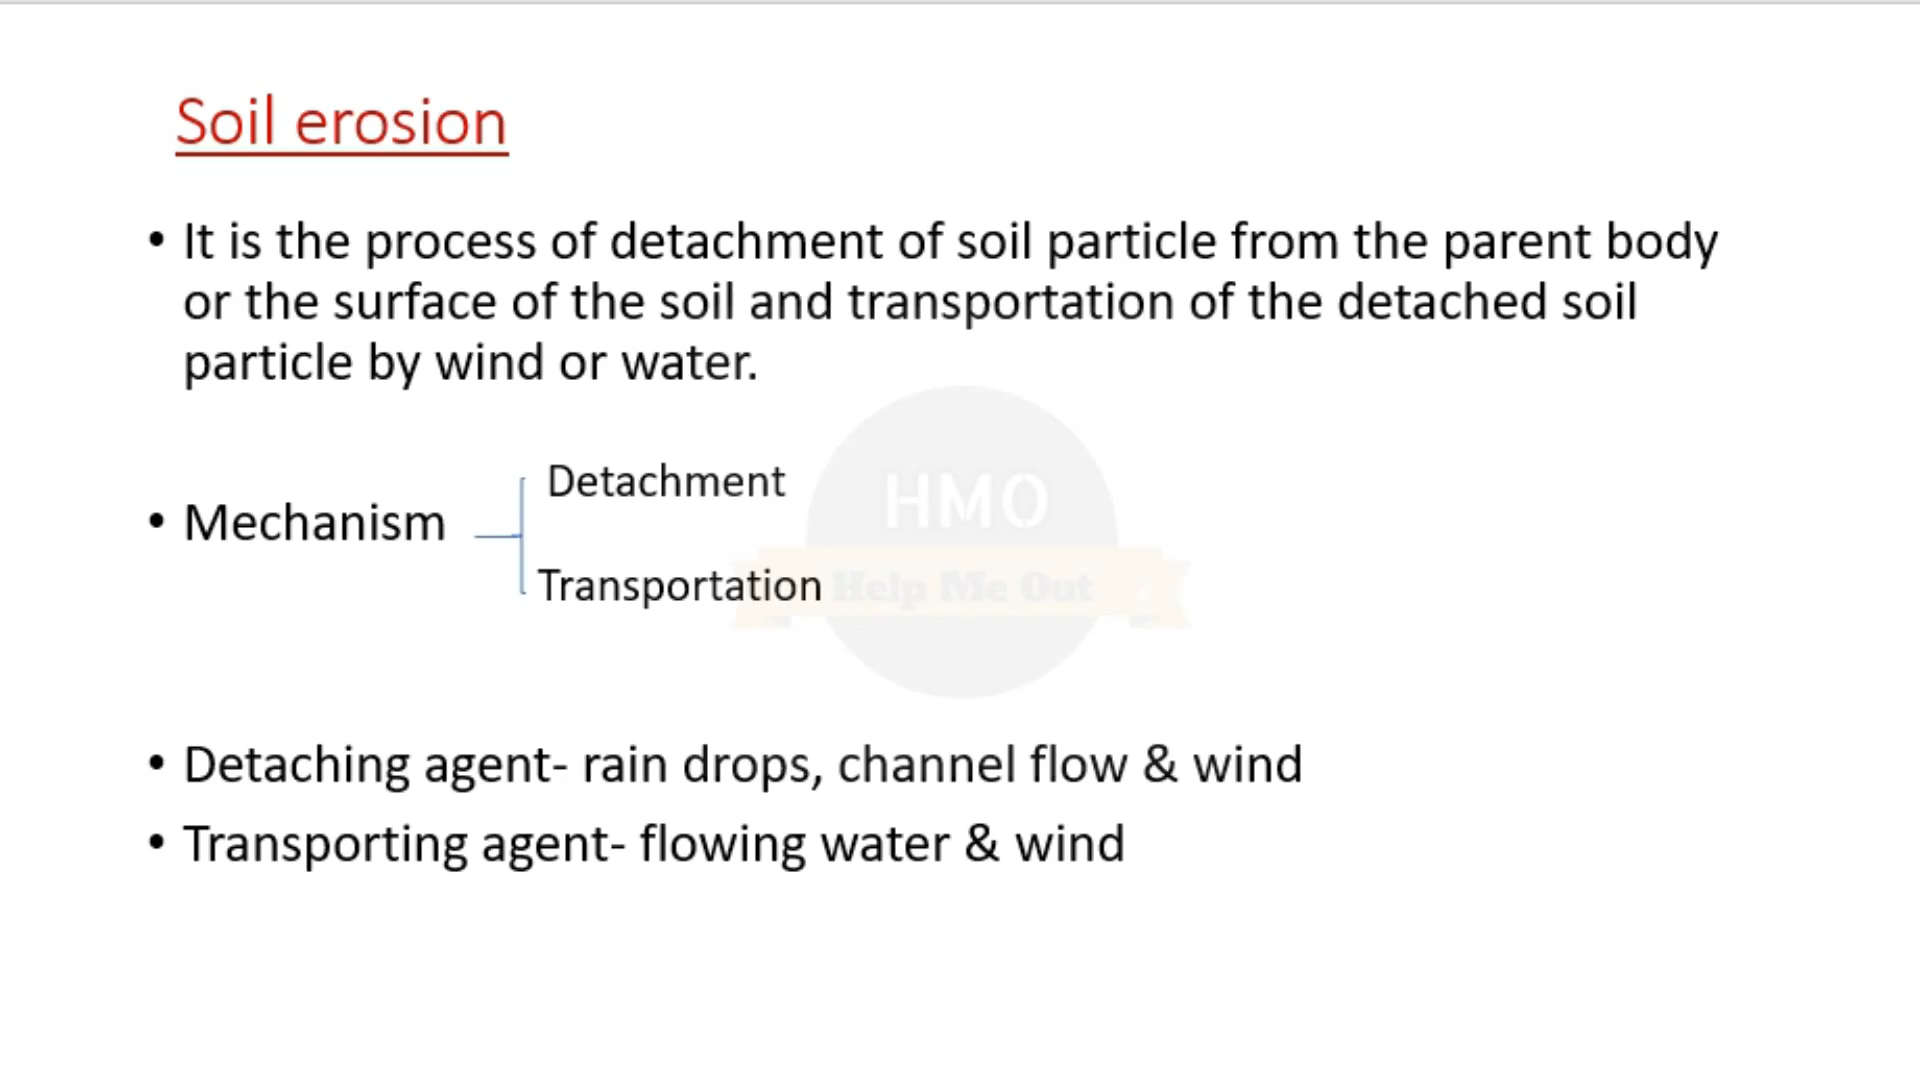 Soil erosion
• It is the process of detachment of soil particle from the parent body
or the surface of the soil and transportation of the detached soil
particle by wind or water.
Detachment
• Mechanism
Transportation
HMO
Help Me Out
• Detaching agent- rain drops, channel flow & wind
• Transporting agent- flowing water & wind